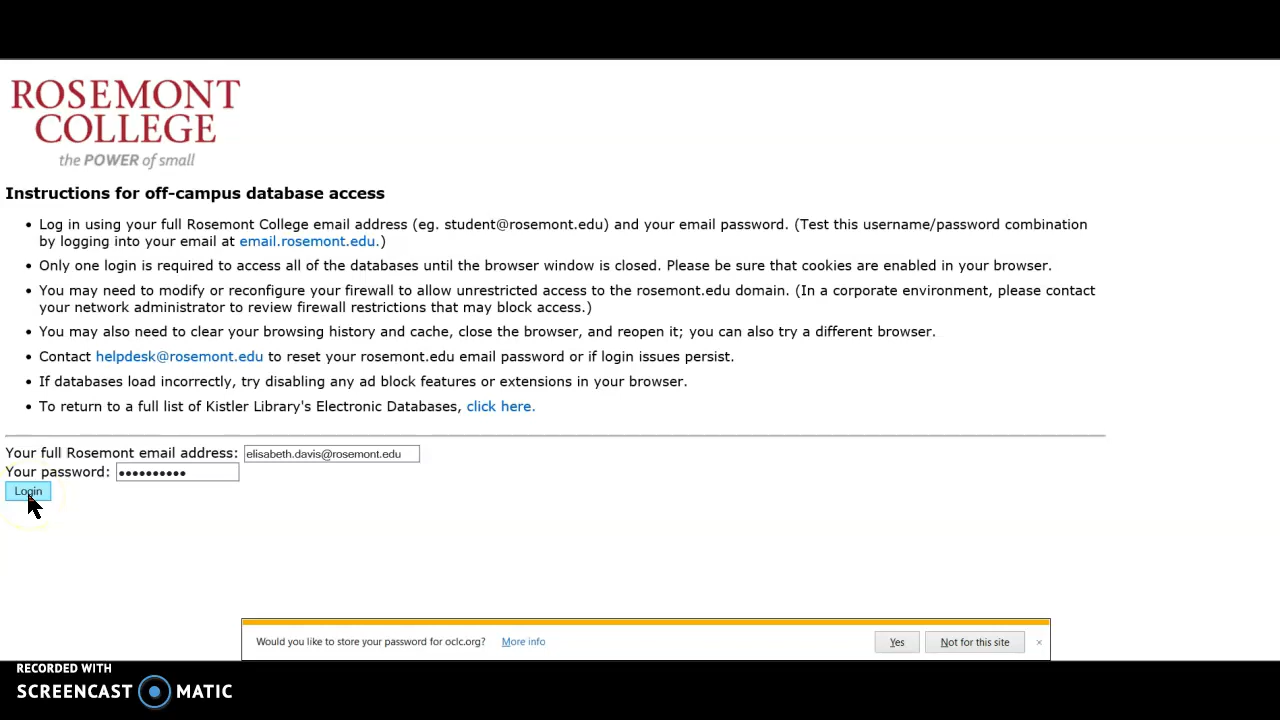 ROSEMONT
COLLEGE
the POWER of small
Instructions for off-campus database access
• Log in using your full Rosemont College email address (eg. student@rosemont.edu) and your email password. (Test this username/password combination
by logging into your email at email.rosemont.edu.)
• Only one login is required to access all of the databases until the browser window is closed. Please be sure that cookies are enabled in your browser.
• You may need to modify or reconfigure your firewall to allow unrestricted access to the rosemont.edu domain. (In a corporate environment, please contact
your network administrator to review firewall restrictions that may block access.)
• You may also need to clear your browsing history and cache, close the browser, and reopen it; you can also try a different browser.
• Contact helpdesk@rosemont.edu to reset your rosemont.edu email password or if login issues persist.
• If databases load incorrectly, try disabling any ad block features or extensions in your browser.
• To return to a full list of Kistler Library's Electronic Databases, click here.
Your full Rosemont email address: elisabeth.davis@rosemont.edu
Your password: ••••••••••
Login
Would you like to store your password for oclc.org? More info Yes Not for this site ×
RECORDED WITH
SCREENCAST MATIC